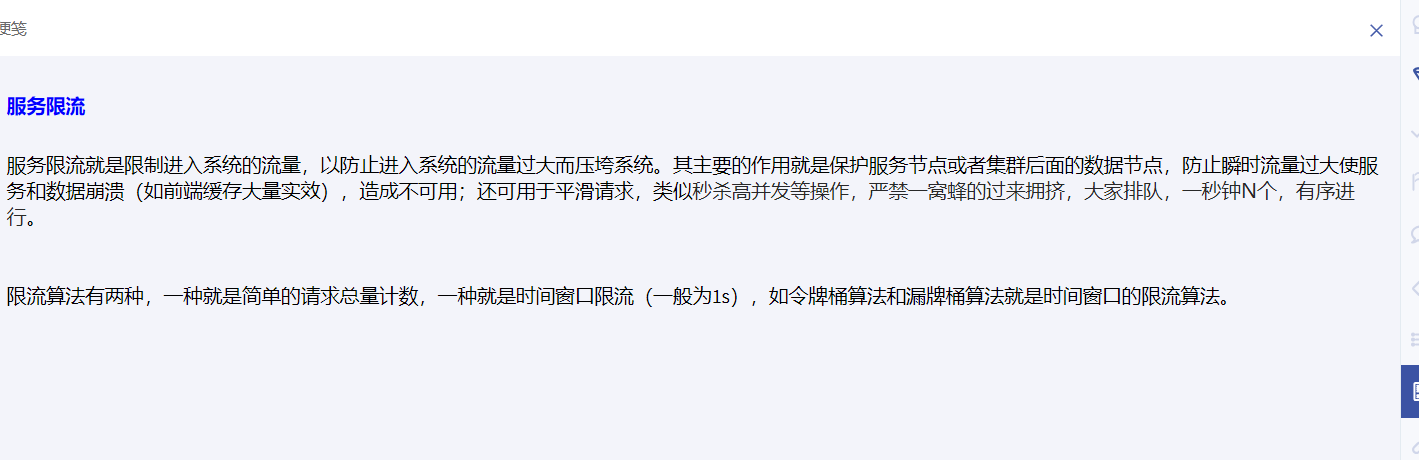 便笺
服务限流
服务限流就是限制进入系统的流量，以防止进入系统的流量过大而压垮系统。其主要的作用就是保护服务节点或者集群后面的数据节点，防止瞬时流量过大使服
务和数据崩溃（如前端缓存大量实效），造成不可用；还可用于平滑请求，类似秒杀高并发等操作，严禁一窝蜂的过来拥挤，大家排队，一秒钟N个，有序进
行。
限流算法有两种，一种就是简单的请求总量计数，一种就是时间窗口限流（一般为1s），如令牌桶算法和漏牌桶算法就是时间窗口的限流算法。